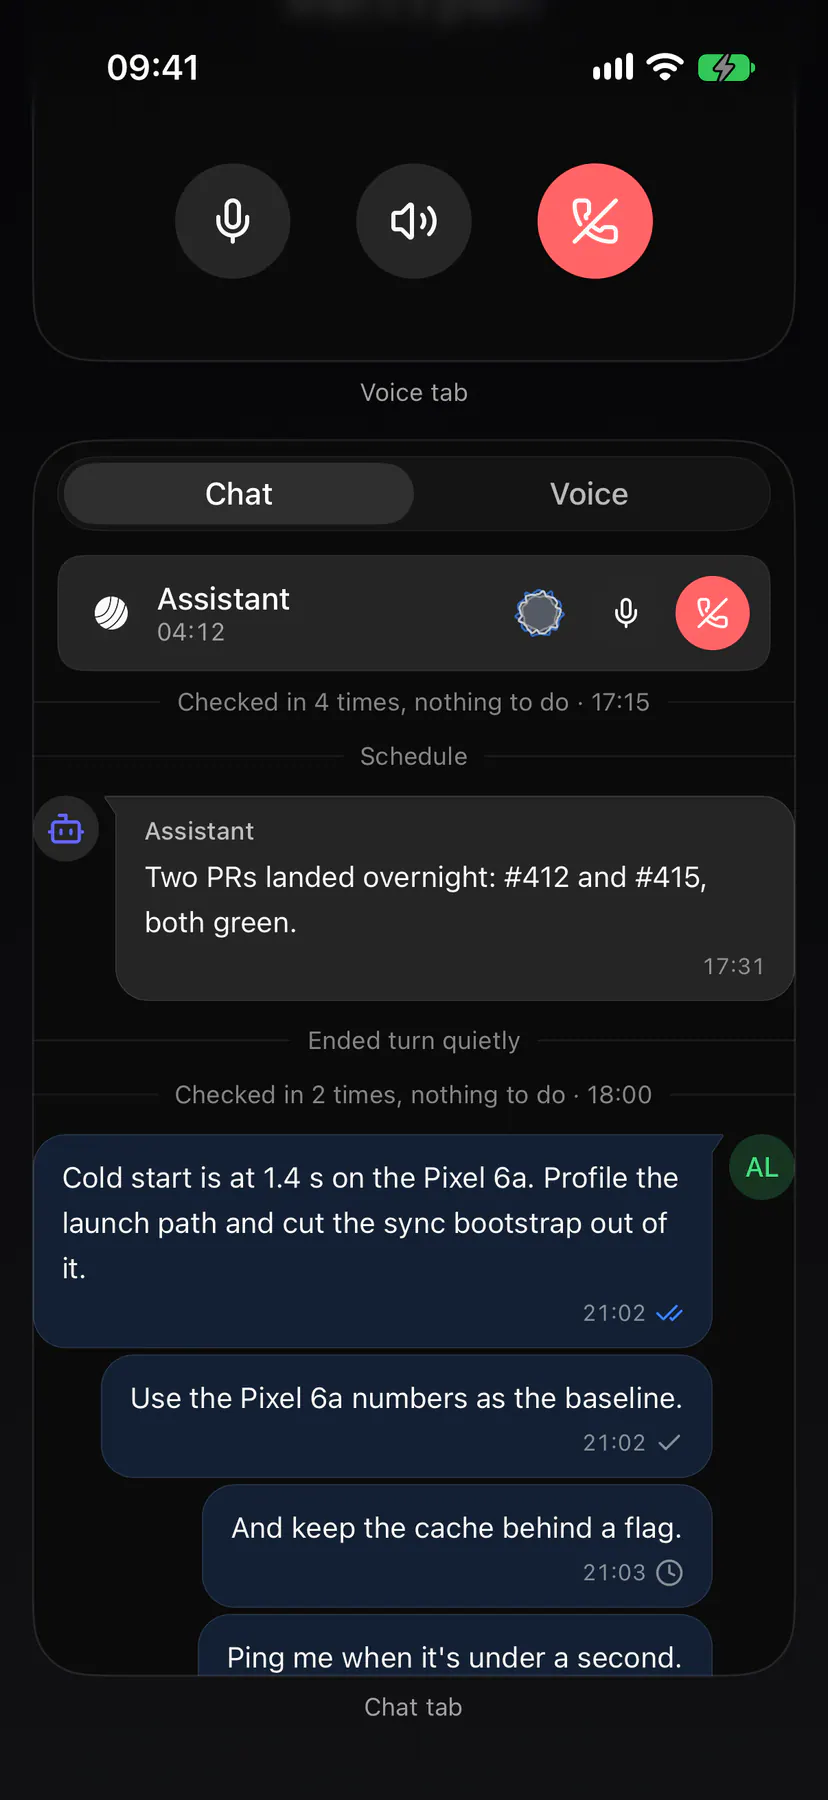 09:41
Voice tab
Chat
Voice
Assistant
04:12
Checked in 4 times, nothing to do · 17:15
Schedule
Assistant
Two PRs landed overnight: #412 and #415,
both green.
17:31
Ended turn quietly
Checked in 2 times, nothing to do · 18:00
AL
Cold start is at 1.4 s on the Pixel 6a. Profile the
launch path and cut the sync bootstrap out of
it.
21:02
Use the Pixel 6a numbers as the baseline.
21:02
And keep the cache behind a flag.
21:03
Ping me when it's under a second.
Chat tab